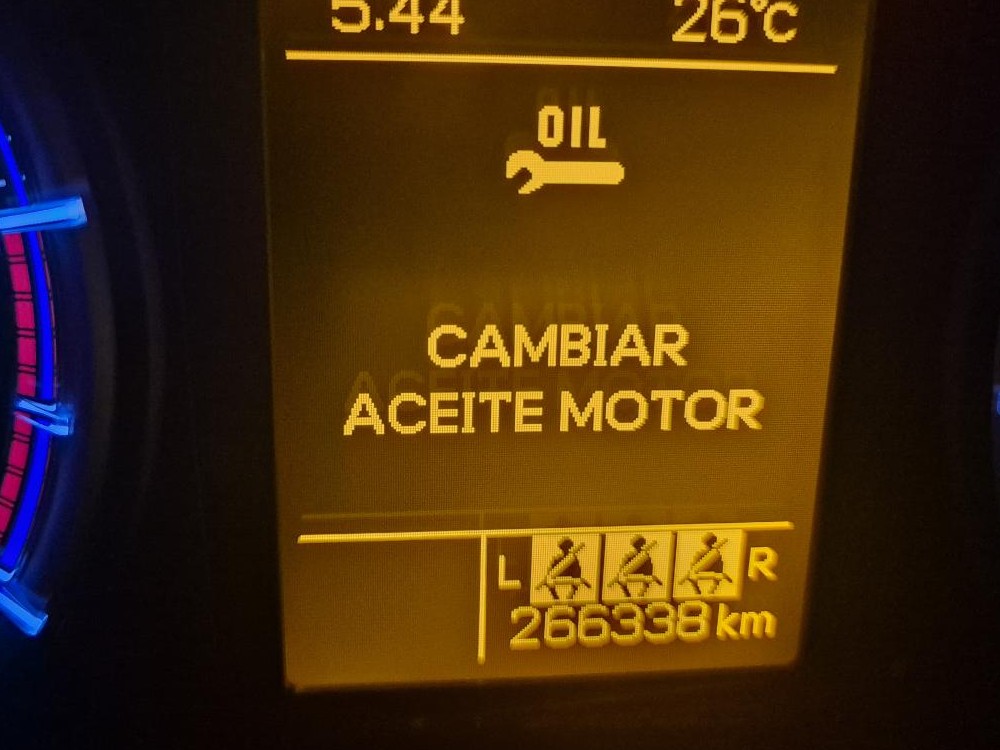 5.44 26°C
OIL
CAMBIAR
ACEITE MOTOR
L R
266338 km